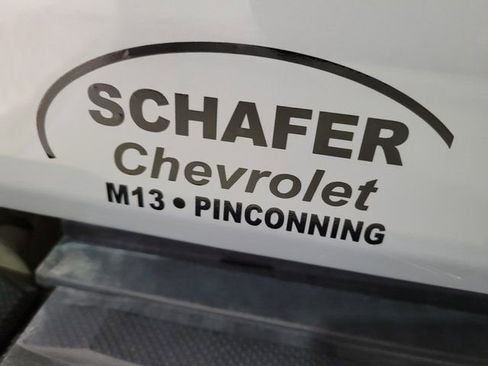 SCHAFER
Chevrolet
M13 • PINCONNING